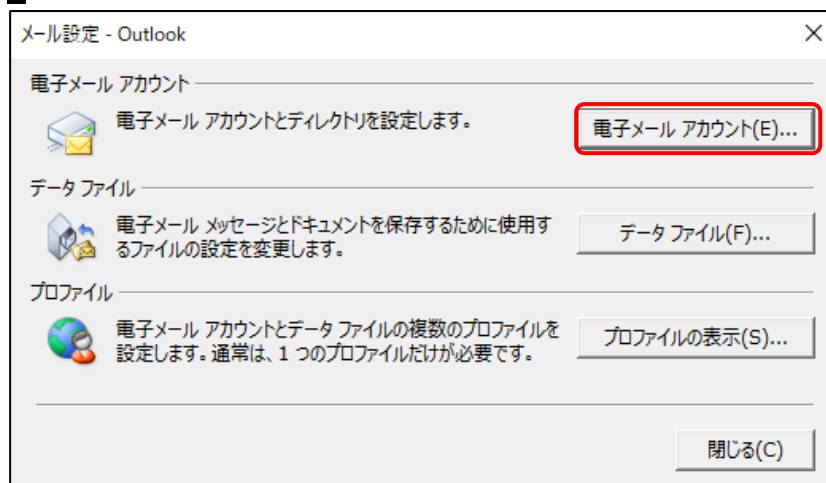 メール設定 - Outlook
電子メール アカウント
電子メール アカウントとディレクトリを設定します。
電子メール アカウント(E)...
データ ファイル
電子メール メッセージとドキュメントを保存するために使用す
るファイルの設定を変更します。
データ ファイル(F)...
プロファイル
電子メール アカウントとデータ ファイルの複数のプロファイルを
設定します。通常は、1 つのプロファイルだけが必要です。
プロファイルの表示(S)...
閉じる(C)